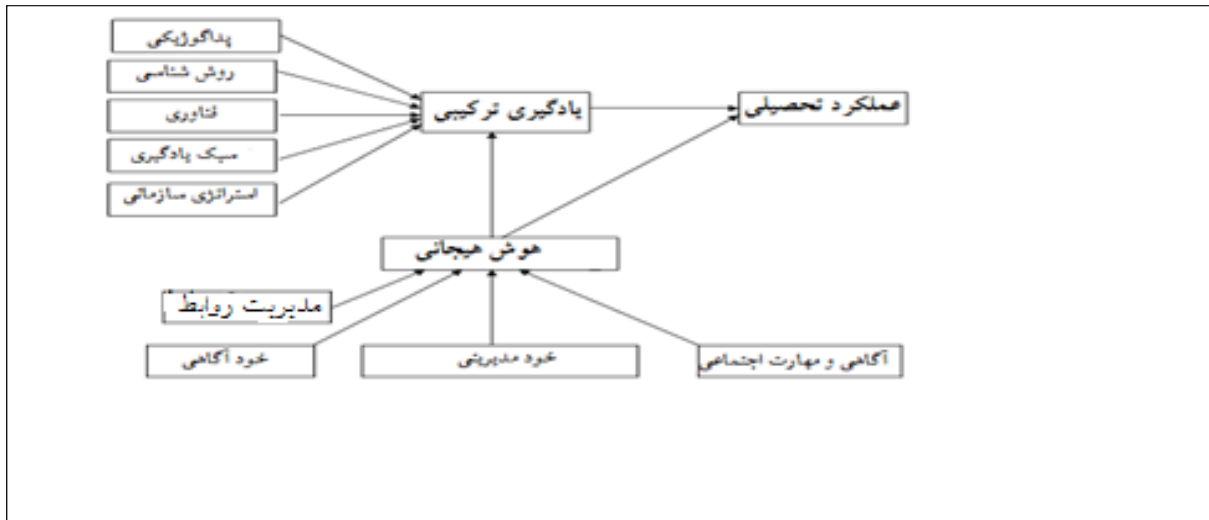 پداگوژیکی
روش شناسی
فناوری
سبک یادگیری
استراتژی سازمانی
یادگیری ترکیبی
عملکرد تحصیلی
هوش هیجانی
مدیریت روابط
خود آگاهی
خود مدیریتی
آگاهی و مهارت اجتماعی